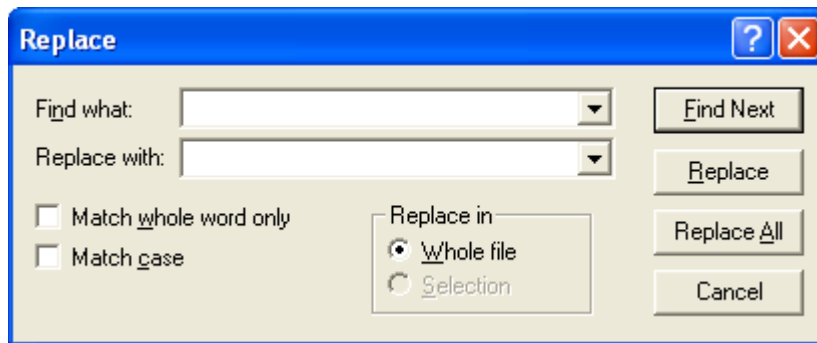 Replace
Find what:
Find Next
Replace with:
Replace
Match whole word only
Replace in
Replace All
Whole file
Match case
Selection
Cancel